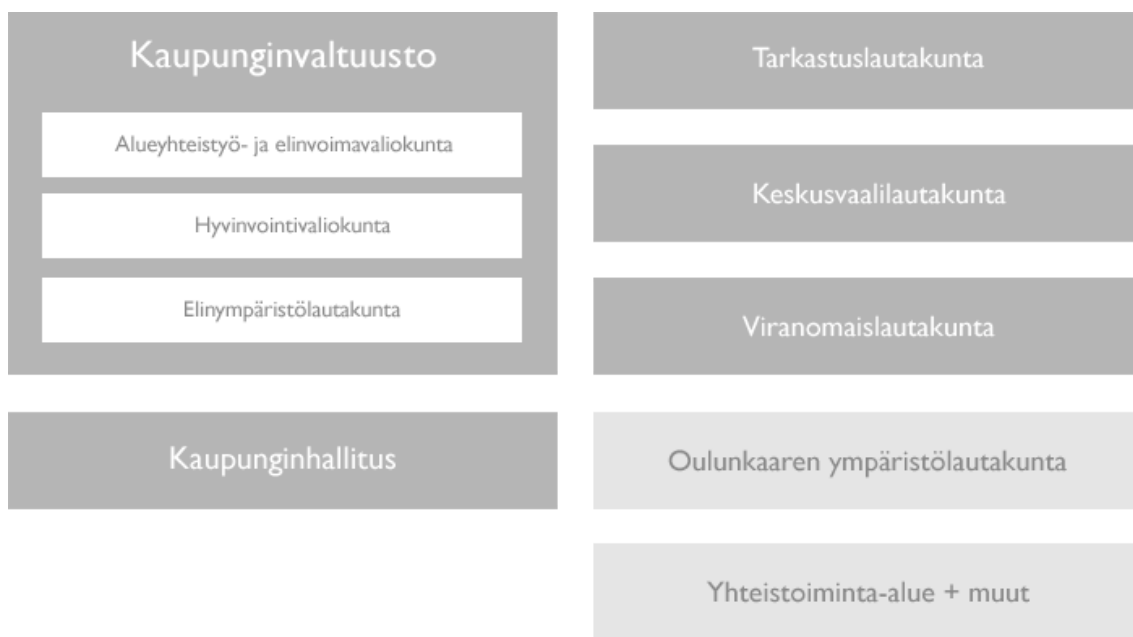 Kaupunginvaltuusto
Alueyhteistyö- ja elinvoimavaliokunta
Hyvinvointivaliokunta
Elinympäristölautakunta
Kaupunginhallitus
Tarkastuslautakunta
Keskusvaalilautakunta
Viranomaislautakunta
Oulunkaaren ympäristölautakunta
Yhteistoiminta-alue + muut